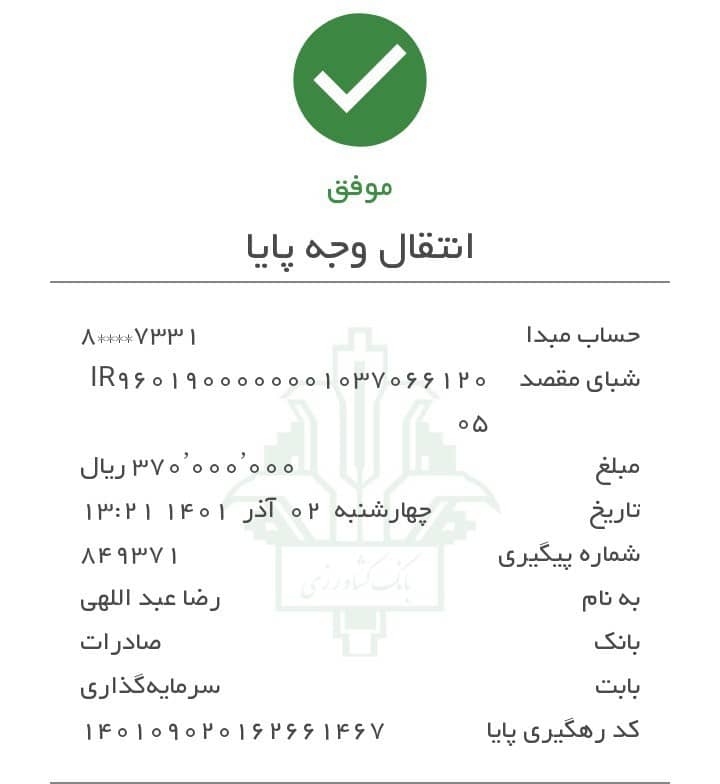 موفق
انتقال وجه پایا
حساب مبدا ۸****۷۳۳۱
شبای مقصد IR۹۶۰۱۹۰۰۰۰۰۰۰۰۱۰۳۷۰۶۶۱۲۰
۰۵
مبلغ ۳۷۰٬۰۰۰٬۰۰۰ ریال
تاریخ چهارشنبه ۰۲ آذر ۱۴۰۱ ۱۳:۲۱
شماره پیگیری ۸۴۹۳۷۱
به نام رضا عبد اللهی
بانک صادرات
بابت سرمایه‌گذاری
کد رهگیری پایا ۱۴۰۱۰۹۰۲۰۱۶۲۶۶۱۴۶۷
بانک کشاورزی